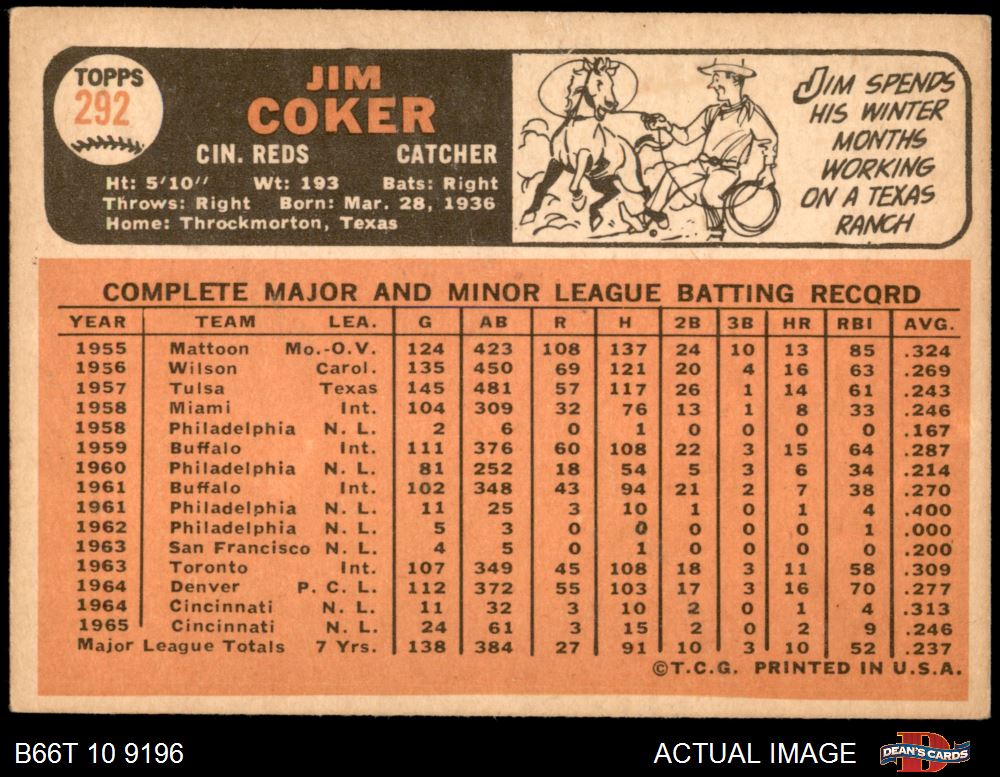 TOPPS
292
JIM
COKER
CIN. REDS CATCHER
Ht: 5'10" Wt: 193 Bats: Right
Throws: Right Born: Mar. 28, 1936
Home: Throckmorton, Texas
JIM SPENDS
HIS WINTER
MONTHS
WORKING
ON A TEXAS
RANCH
COMPLETE MAJOR AND MINOR LEAGUE BATTING RECORD
YEAR TEAM LEA. G AB R H 2B 3B HR RBI AVG.
1955 Mattoon Mo.-O.V. 124 423 108 137 24 10 13 85 .324
1956 Wilson Carol. 135 450 69 121 20 4 16 63 .269
1957 Tulsa Texas 145 481 57 117 26 1 14 61 .243
1958 Miami Int. 104 309 32 76 13 1 8 33 .246
1958 Philadelphia N. L. 2 6 0 1 0 0 0 0 .167
1959 Buffalo Int. 111 376 60 108 22 3 15 64 .287
1960 Philadelphia N. L. 81 252 18 54 5 3 6 34 .214
1961 Buffalo Int. 102 348 43 94 21 2 7 38 .270
1961 Philadelphia N. L. 11 25 3 10 1 0 1 4 .400
1962 Philadelphia N. L. 5 3 0 0 0 0 0 1 .000
1963 San Francisco N. L. 4 5 0 1 0 0 0 0 .200
1963 Toronto Int. 107 349 45 108 18 3 11 58 .309
1964 Denver P. C. L. 112 372 55 103 17 3 16 70 .277
1964 Cincinnati N. L. 11 32 3 10 2 0 1 4 .313
1965 Cincinnati N. L. 24 61 3 15 2 0 2 9 .246
Major League Totals 7 Yrs. 138 384 27 91 10 3 10 52 .237
©T.C.G. PRINTED IN U.S.A.
B66T 10 9196 ACTUAL IMAGE DEAN'S CARDS